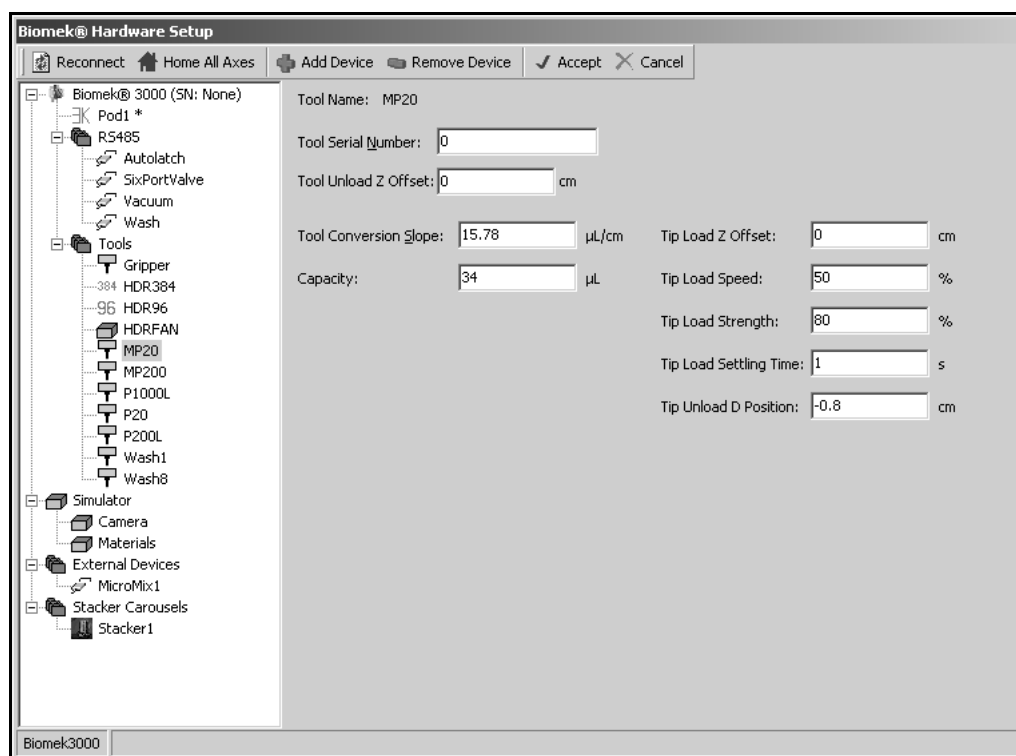 Biomek® Hardware Setup
Reconnect Home All Axes Add Device Remove Device Accept Cancel
Biomek® 3000 (SN: None)
Pod1 *
RS485
Autolatch
SixPortValve
Vacuum
Wash
Tools
Gripper
384 HDR384
96 HDR96
HDRFAN
MP20
MP200
P1000L
P20
P200L
Wash1
Wash8
Simulator
Camera
Materials
External Devices
MicroMix1
Stacker Carousels
Stacker1
Tool Name: MP20
Tool Serial Number: 0
Tool Unload Z Offset: 0 cm
Tool Conversion Slope: 15.78 µL/cm
Capacity: 34 µL
Tip Load Z Offset: 0 cm
Tip Load Speed: 50 %
Tip Load Strength: 80 %
Tip Load Settling Time: 1 s
Tip Unload D Position: -0.8 cm
Biomek3000